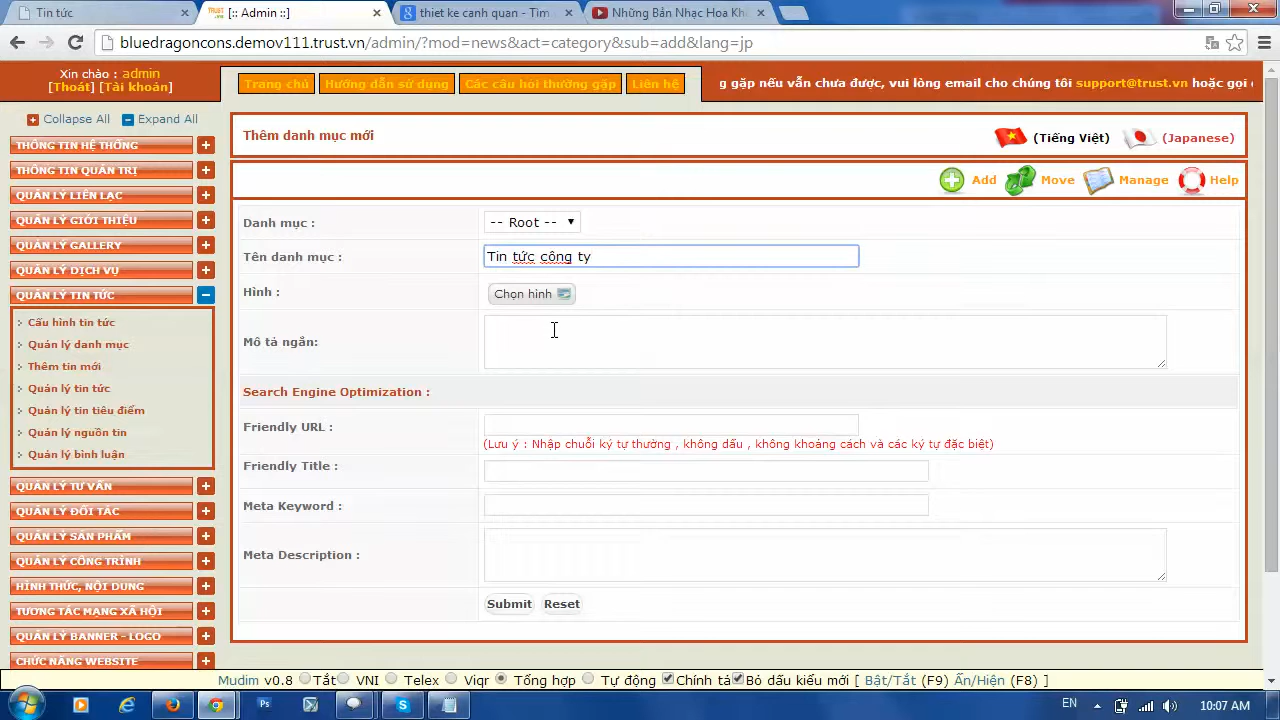 Tin tức
[:: Admin ::]
thiet ke canh quan - Tim
Những Bản Nhạc Hoa Kh
bluedragoncons.demov111.trust.vn/admin/?mod=news&act=category&sub=add&lang=jp
Xin chào : admin
[Thoát] [Tài khoản]
TRUST.VN
Trang chủ
Hướng dẫn sử dụng
Các câu hỏi thường gặp
Liên hệ
g gặp nếu vẫn chưa được, vui lòng email cho chúng tôi support@trust.vn hoặc gọi
Collapse All
Expand All
THÔNG TIN HỆ THỐNG
THÔNG TIN QUẢN TRỊ
QUẢN LÝ LIÊN LẠC
QUẢN LÝ GIỚI THIỆU
QUẢN LÝ GALLERY
QUẢN LÝ DỊCH VỤ
QUẢN LÝ TIN TỨC
Cấu hình tin tức
Quản lý danh mục
Thêm tin mới
Quản lý tin tức
Quản lý tin tiêu điểm
Quản lý nguồn tin
Quản lý bình luận
QUẢN LÝ TƯ VẤN
QUẢN LÝ ĐỐI TÁC
QUẢN LÝ SẢN PHẨM
QUẢN LÝ CÔNG TRÌNH
HÌNH THỨC, NỘI DUNG
TƯƠNG TÁC MẠNG XÃ HỘI
QUẢN LÝ BANNER - LOGO
CHỨC NĂNG WEBSITE
Thêm danh mục mới
(Tiếng Việt)
(Japanese)
Add
Move
Manage
Help
Danh mục :
-- Root --
Tên danh mục :
Tin tức công ty
Hình :
Chọn hình
Mô tả ngắn:
Search Engine Optimization :
Friendly URL :
(Lưu ý : Nhập chuỗi ký tự thường , không dấu , không khoảng cách và các ký tự đặc biệt)
Friendly Title :
Meta Keyword :
Meta Description :
Submit
Reset
Mudim v0.8 Tắt VNI Telex Viqr Tổng hợp Tự động Chính tả Bỏ dấu kiểu mới [ Bật/Tắt (F9) Ẩn/Hiện (F8) ]
EN
10:07 AM